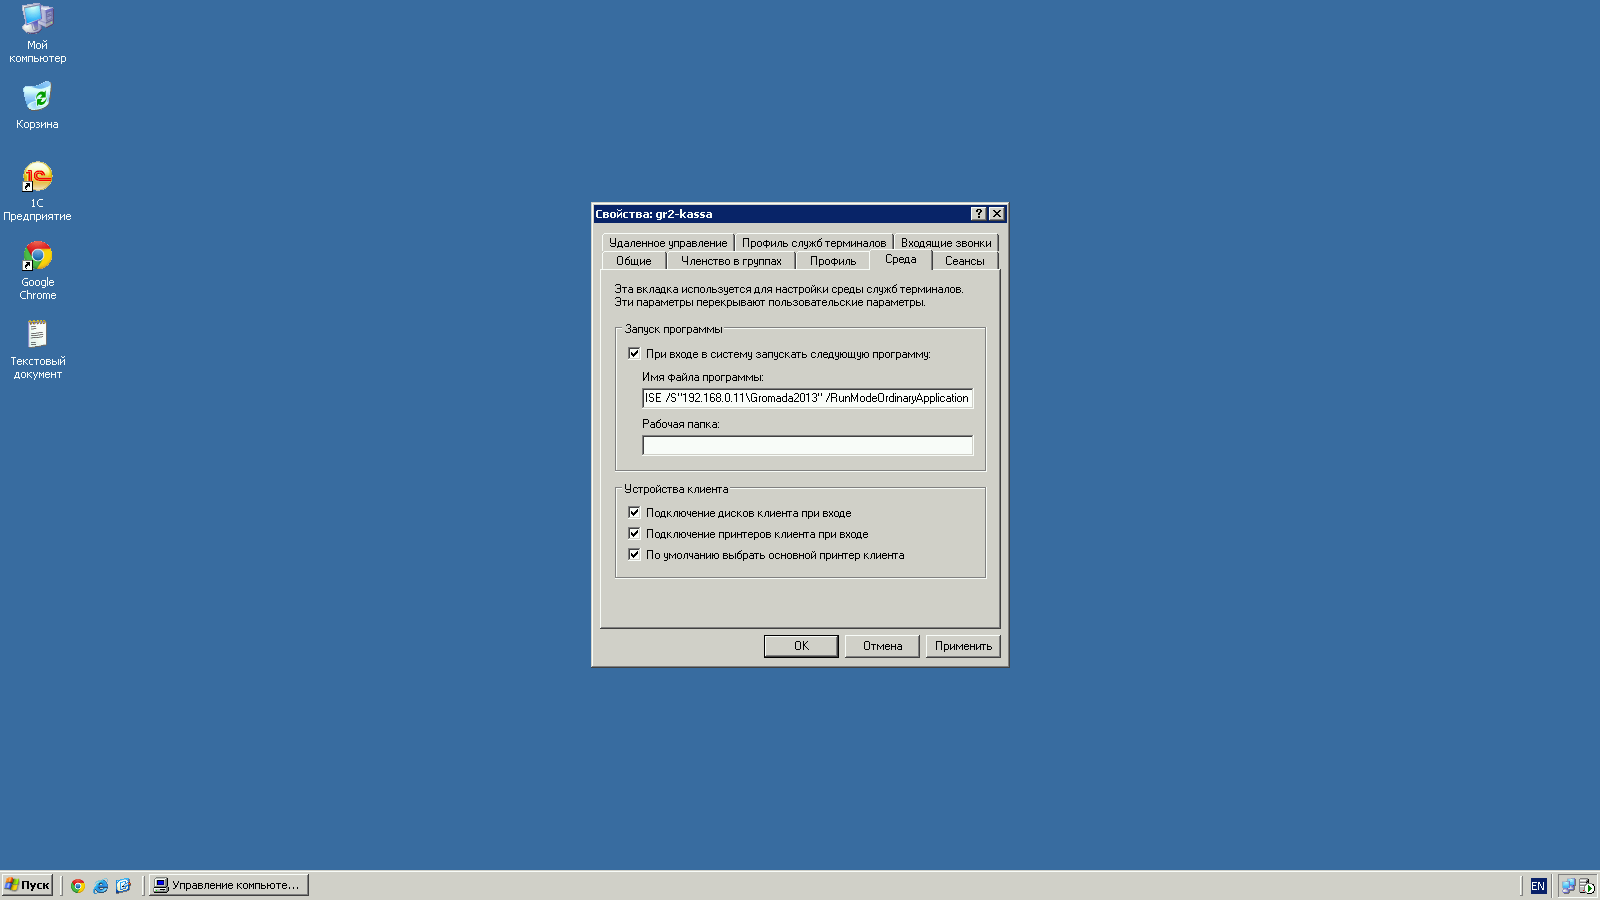 Мой
компьютер
Корзина
1С
Предприятие
Google
Chrome
Текстовый
документ
Свойства: gr2-kassa
Удаленное управление
Профиль служб терминалов
Входящие звонки
Общие
Членство в группах
Профиль
Среда
Сеансы
Эта вкладка используется для настройки среды служб терминалов.
Эти параметры перекрывают пользовательские параметры.
Запуск программы
При входе в систему запускать следующую программу:
Имя файла программы:
ISE /S"192.168.0.11\Gromada2013" /RunModeOrdinaryApplication
Рабочая папка:
Устройства клиента
Подключение дисков клиента при входе
Подключение принтеров клиента при входе
По умолчанию выбрать основной принтер клиента
ОК
Отмена
Применить
Пуск
Управление компьюте...
EN